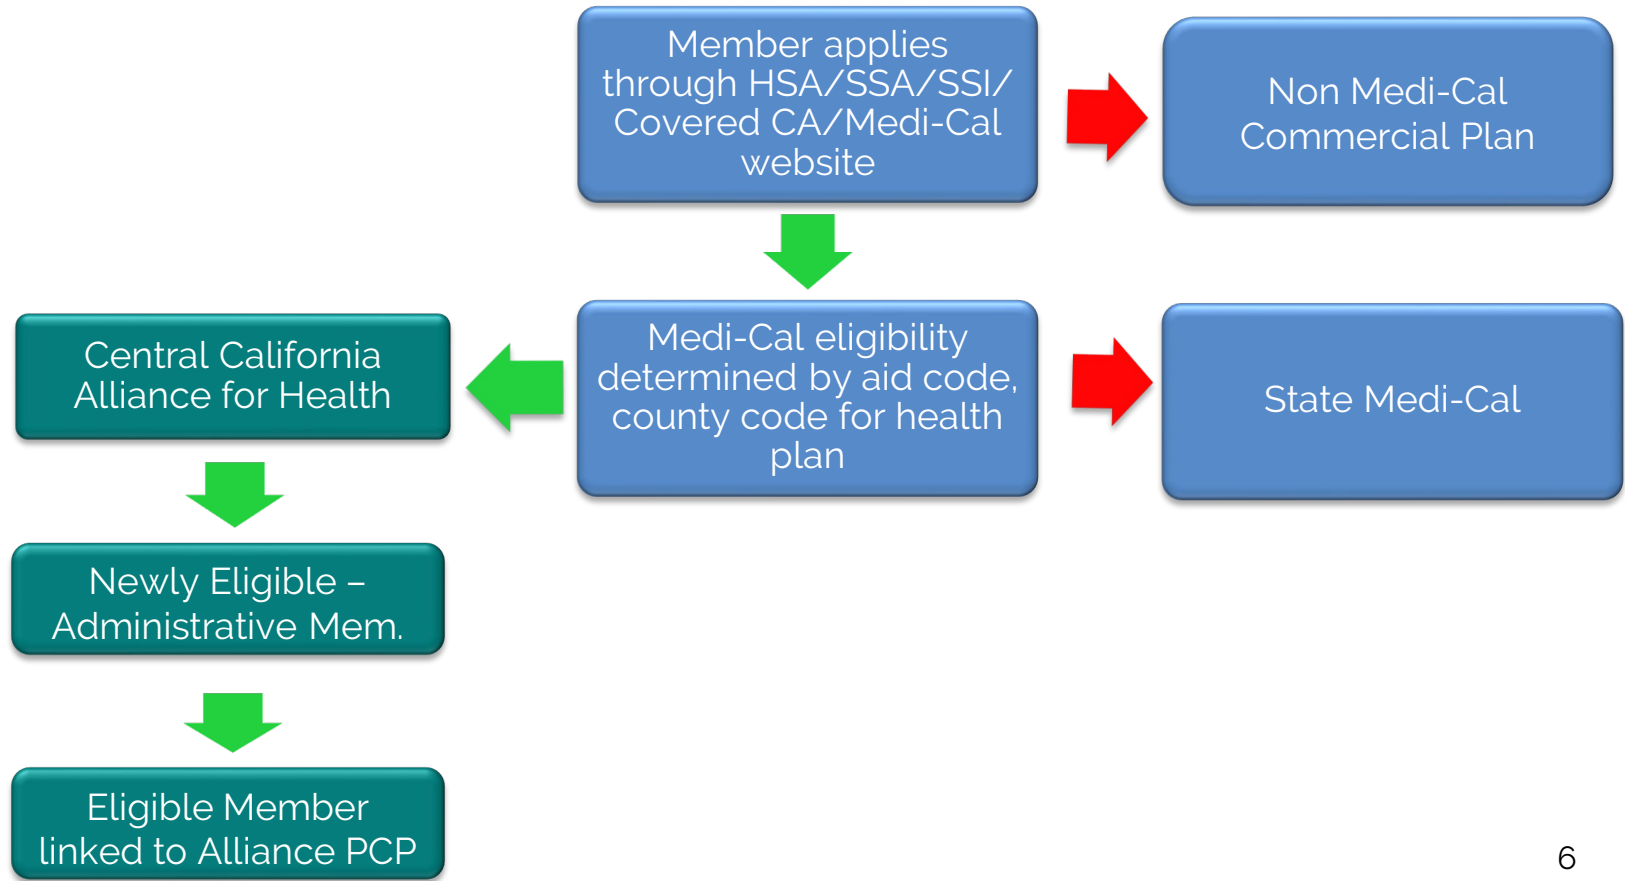 Member applies
through HSA/SSA/SSI/
Covered CA/Medi-Cal
website
Non Medi-Cal
Commercial Plan
Central California
Alliance for Health
Medi-Cal eligibility
determined by aid code,
county code for health
plan
State Medi-Cal
Newly Eligible –
Administrative Mem.
Eligible Member
linked to Alliance PCP
6